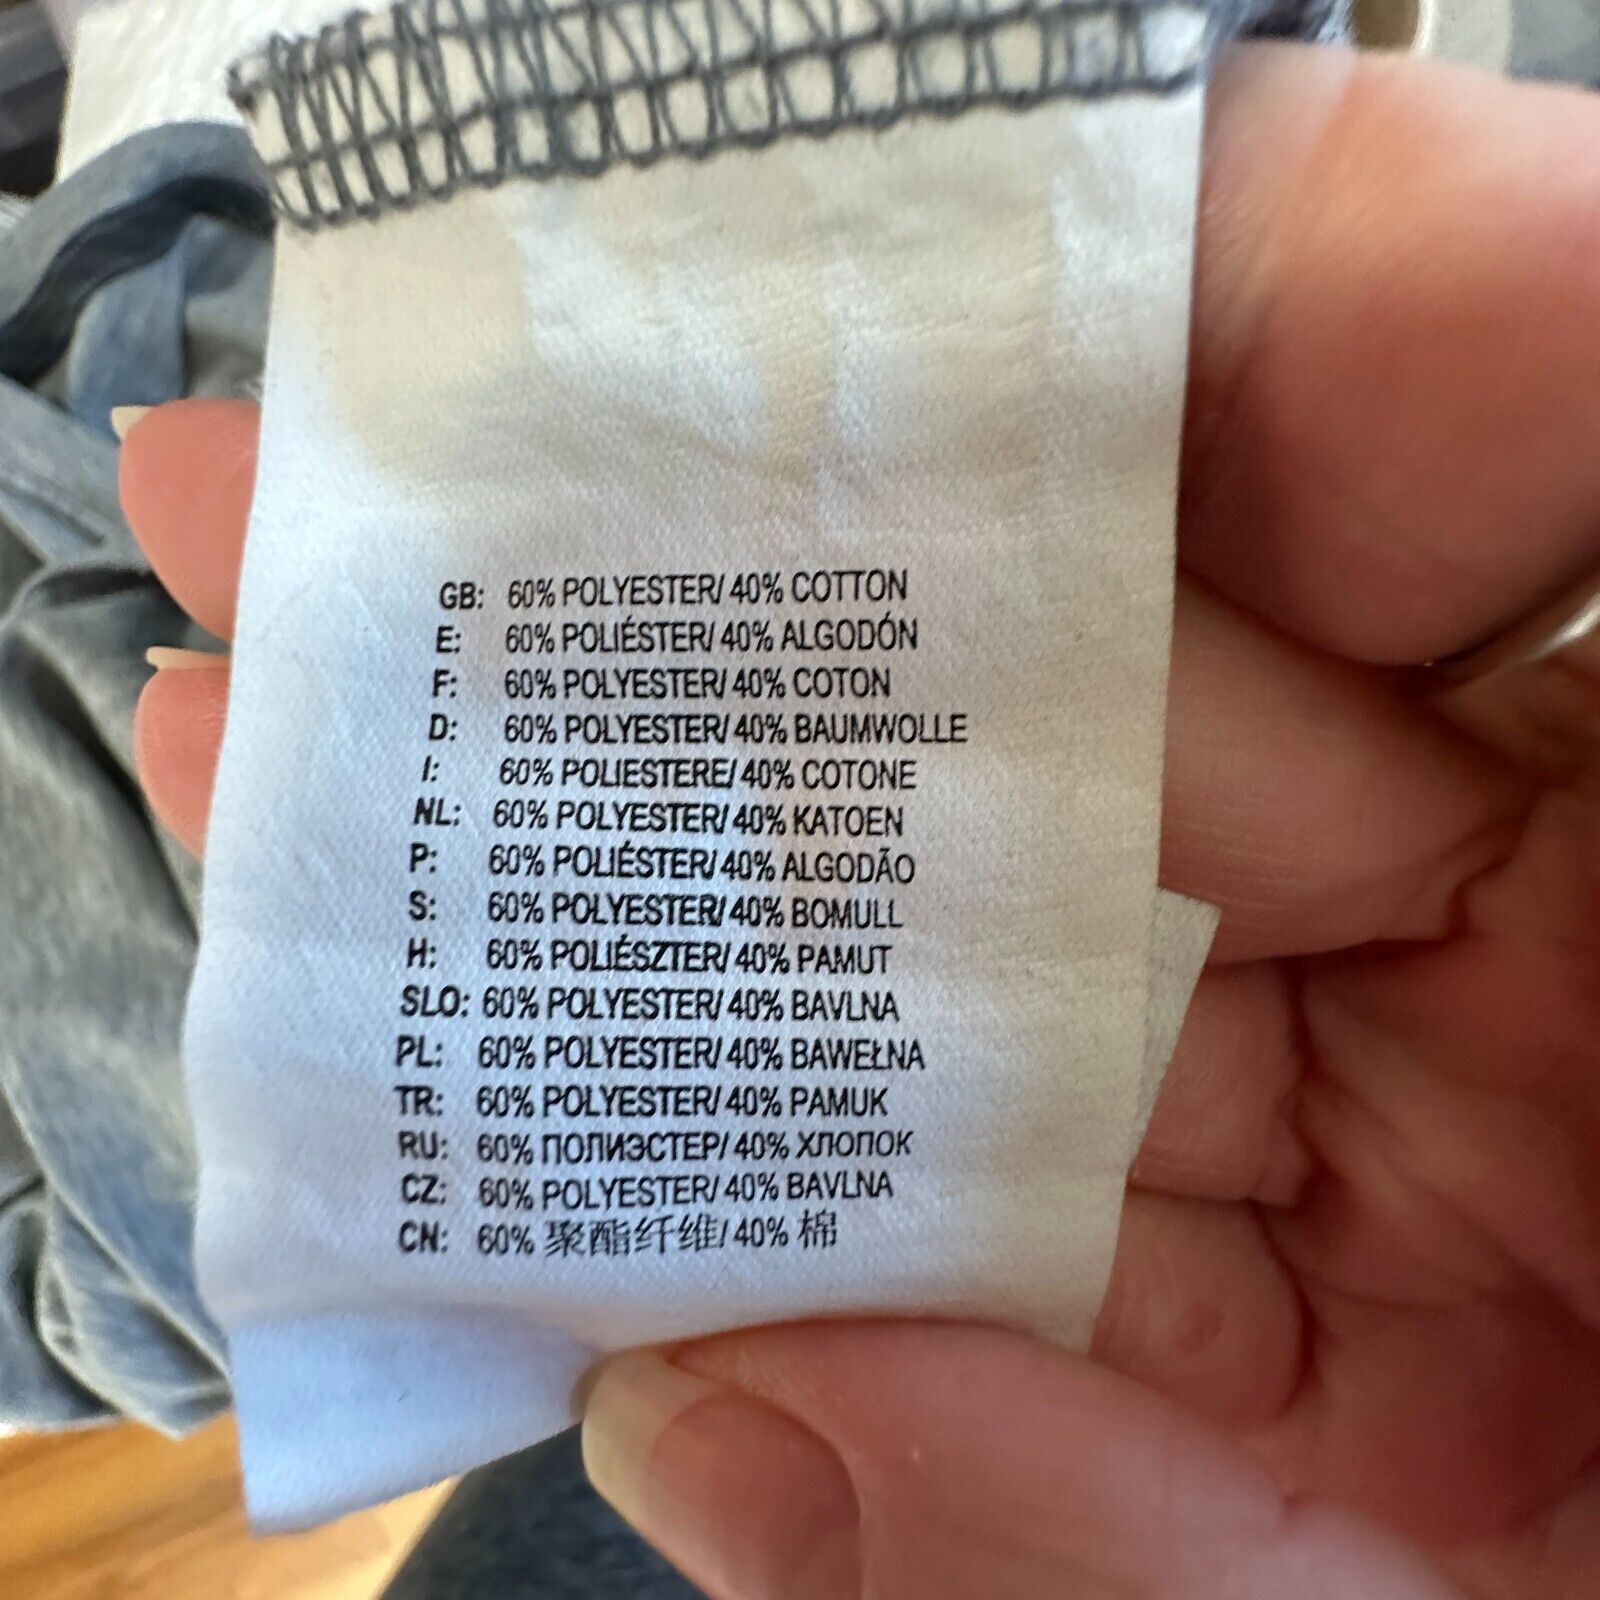 GB: 60% POLYESTER/ 40% COTTON
E: 60% POLIÉSTER/ 40% ALGODÓN
F: 60% POLYESTER/ 40% COTON
D: 60% POLYESTER/ 40% BAUMWOLLE
I: 60% POLIESTERE/ 40% COTONE
NL: 60% POLYESTER/ 40% KATOEN
P: 60% POLIÉSTER/ 40% ALGODÃO
S: 60% POLYESTER/ 40% BOMULL
H: 60% POLIÉSZTER/ 40% PAMUT
SLO: 60% POLYESTER/ 40% BAVLNA
PL: 60% POLYESTER/ 40% BAWEŁNA
TR: 60% POLYESTER/ 40% PAMUK
RU: 60% ПОЛИЭСТЕР/ 40% ХЛОПОК
CZ: 60% POLYESTER/ 40% BAVLNA
CN: 60% 聚酯纤维/ 40% 棉